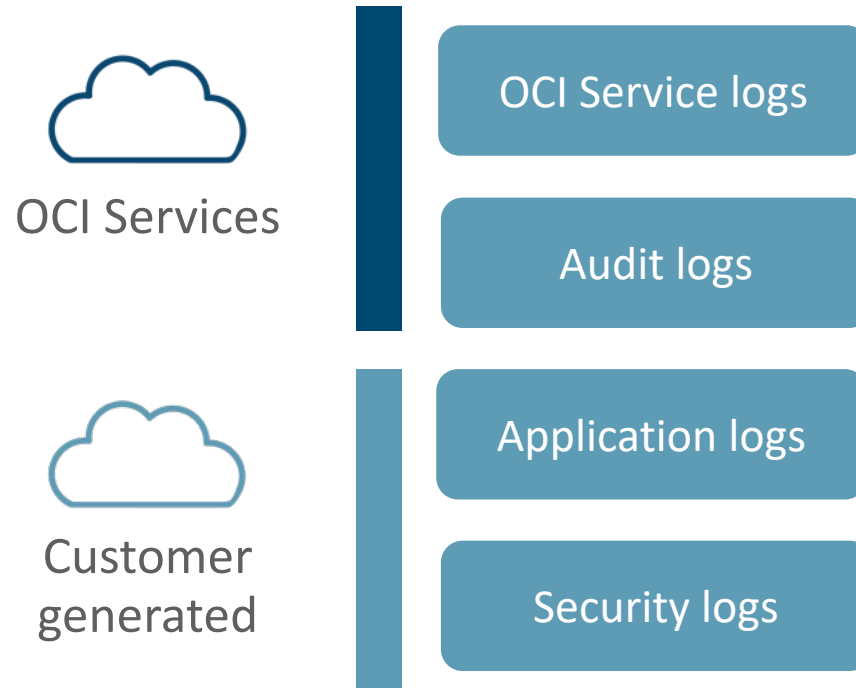 OCI Services
OCI Service logs
Audit logs
Customer
generated
Application logs
Security logs